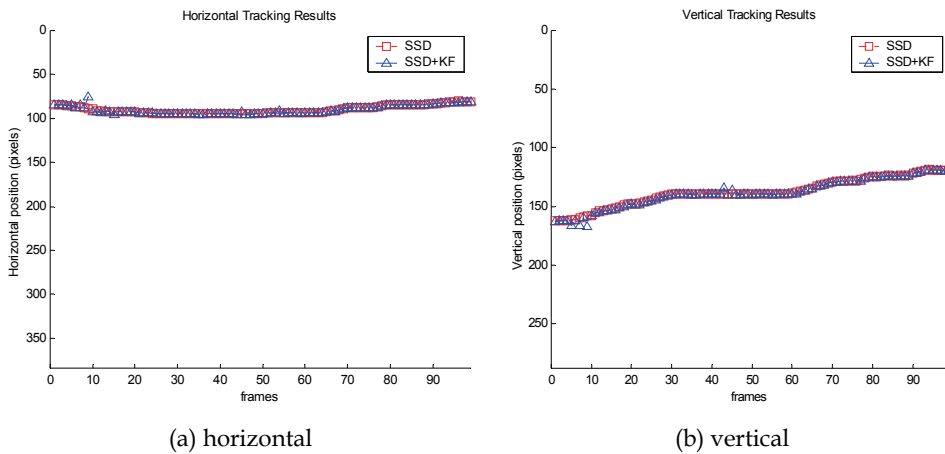 Horizontal Tracking Results
0
50
100
150
200
250
300
350
Horizontal position (pixels)
0 10 20 30 40 50 60 70 80 90
frames
SSD
SSD+KF
(a) horizontal
Vertical Tracking Results
0
50
100
150
200
250
Vertical position (pixels)
0 10 20 30 40 50 60 70 80 90
frames
SSD
SSD+KF
(b) vertical